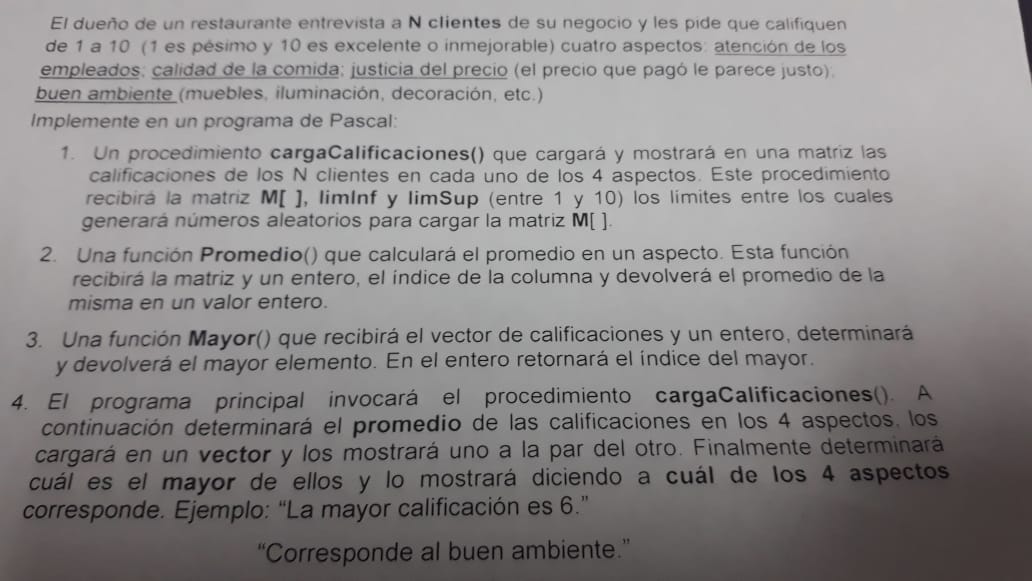 El dueño de un restaurante entrevista a N clientes de su negocio y les pide que califiquen
de 1 a 10 (1 es pésimo y 10 es excelente o inmejorable) cuatro aspectos: atención de los
empleados; calidad de la comida; justicia del precio (el precio que pagó le parece justo);
buen ambiente (muebles, iluminación, decoración, etc.)
Implemente en un programa de Pascal:
1. Un procedimiento cargaCalificaciones() que cargará y mostrará en una matriz las
calificaciones de los N clientes en cada uno de los 4 aspectos. Este procedimiento
recibirá la matriz M[ ], limInf y limSup (entre 1 y 10) los límites entre los cuales
generará números aleatorios para cargar la matriz M[ ].
2. Una función Promedio() que calculará el promedio en un aspecto. Esta función
recibirá la matriz y un entero, el índice de la columna y devolverá el promedio de la
misma en un valor entero.
3. Una función Mayor() que recibirá el vector de calificaciones y un entero, determinará
y devolverá el mayor elemento. En el entero retornará el índice del mayor.
4. El programa principal invocará el procedimiento cargaCalificaciones(). A
continuación determinará el promedio de las calificaciones en los 4 aspectos, los
cargará en un vector y los mostrará uno a la par del otro. Finalmente determinará
cuál es el mayor de ellos y lo mostrará diciendo a cuál de los 4 aspectos
corresponde. Ejemplo: “La mayor calificación es 6.”
“Corresponde al buen ambiente.”